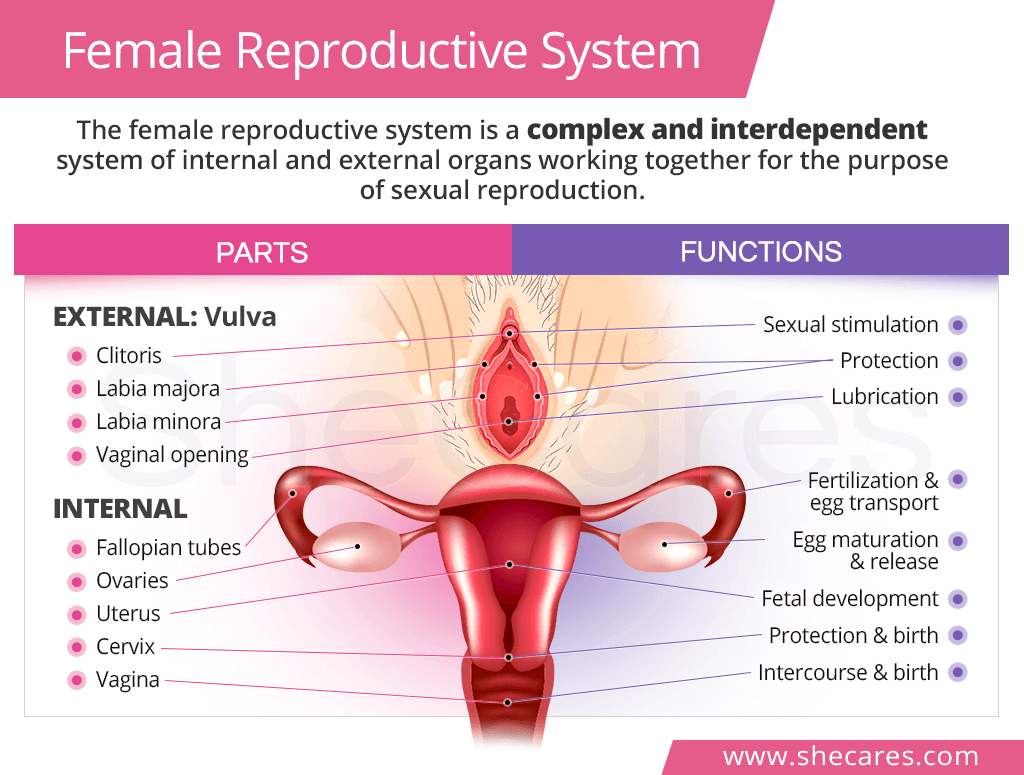 Female Reproductive System
The female reproductive system is a complex and interdependent
system of internal and external organs working together for the purpose
of sexual reproduction.
PARTS
FUNCTIONS
EXTERNAL: Vulva
Clitoris
Labia majora
Labia minora
Vaginal opening
INTERNAL
Fallopian tubes
Ovaries
Uterus
Cervix
Vagina
Sexual stimulation
Protection
Lubrication
Fertilization &
egg transport
Egg maturation
& release
Fetal development
Protection & birth
Intercourse & birth
SheCares
www.shecares.com